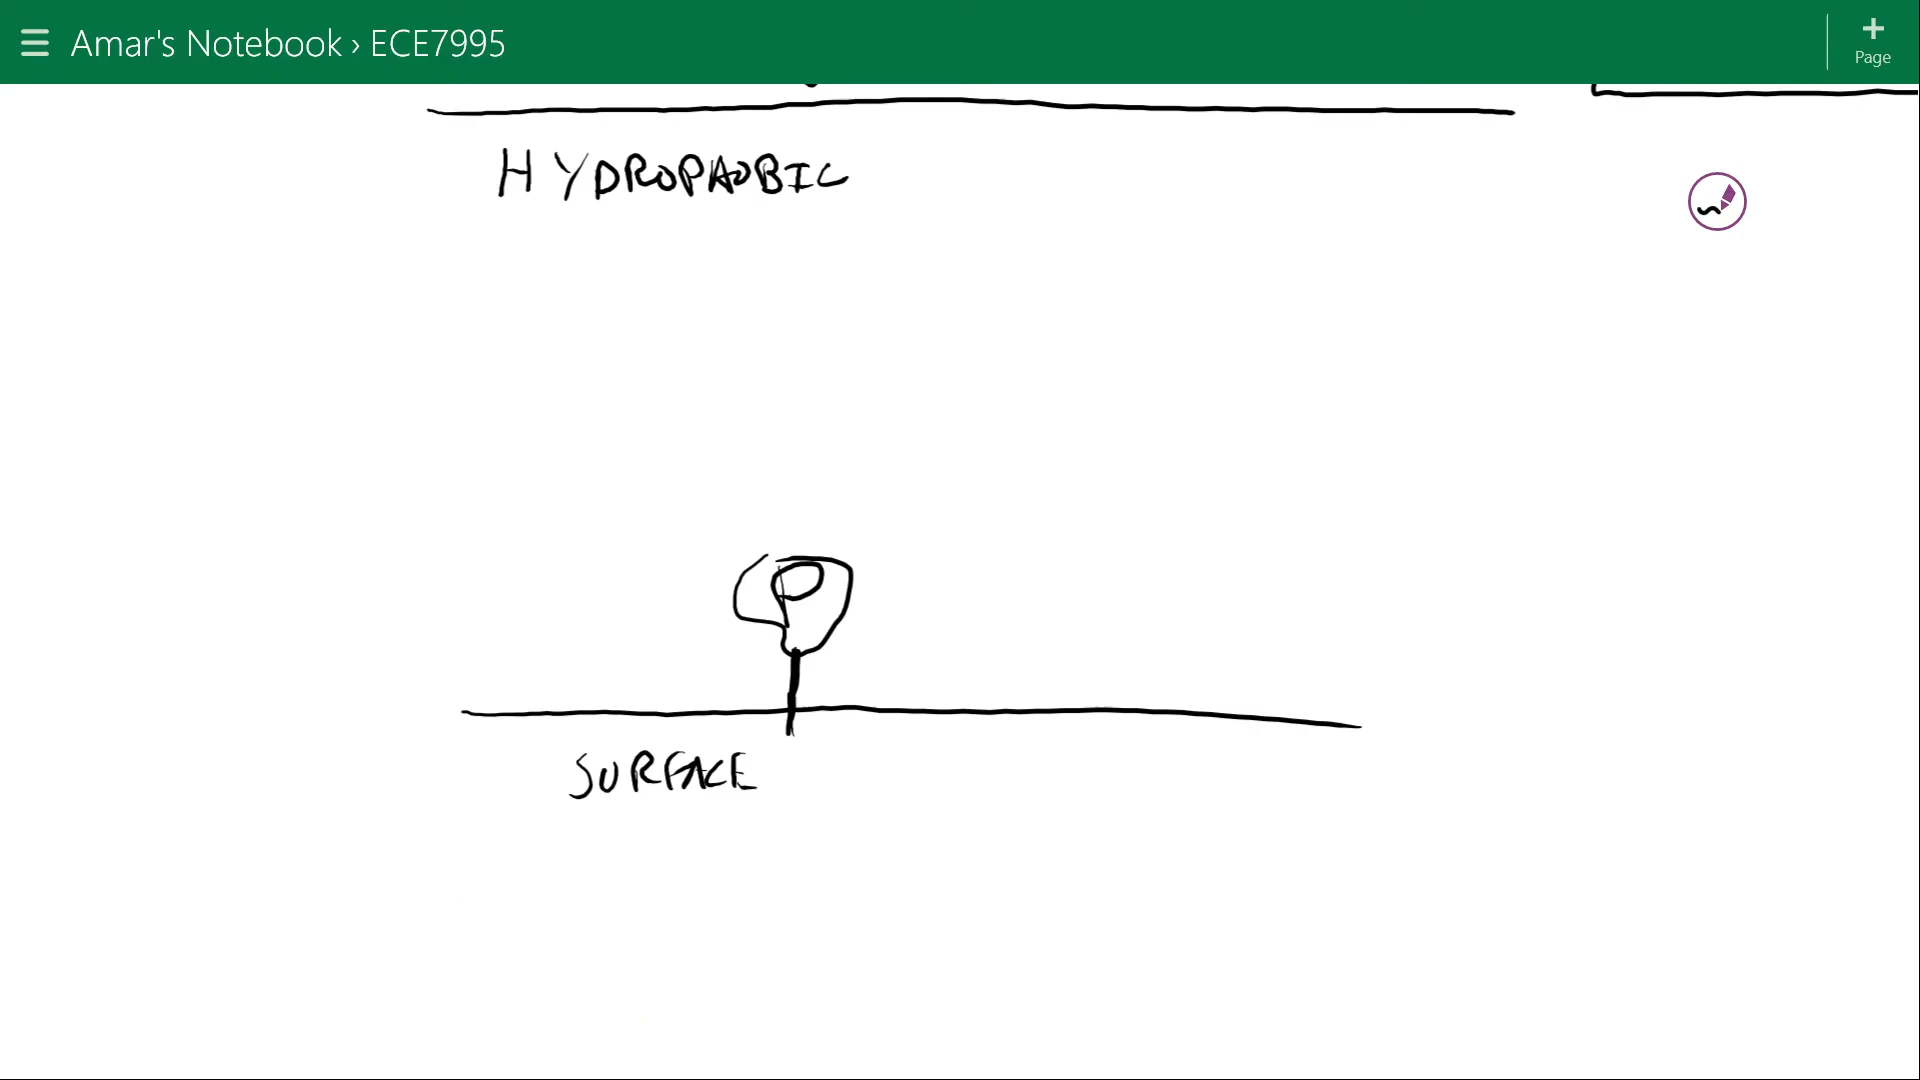 Amar's Notebook › ECE7995
+
Page
HYDROPHOBIC
P
SURFACE